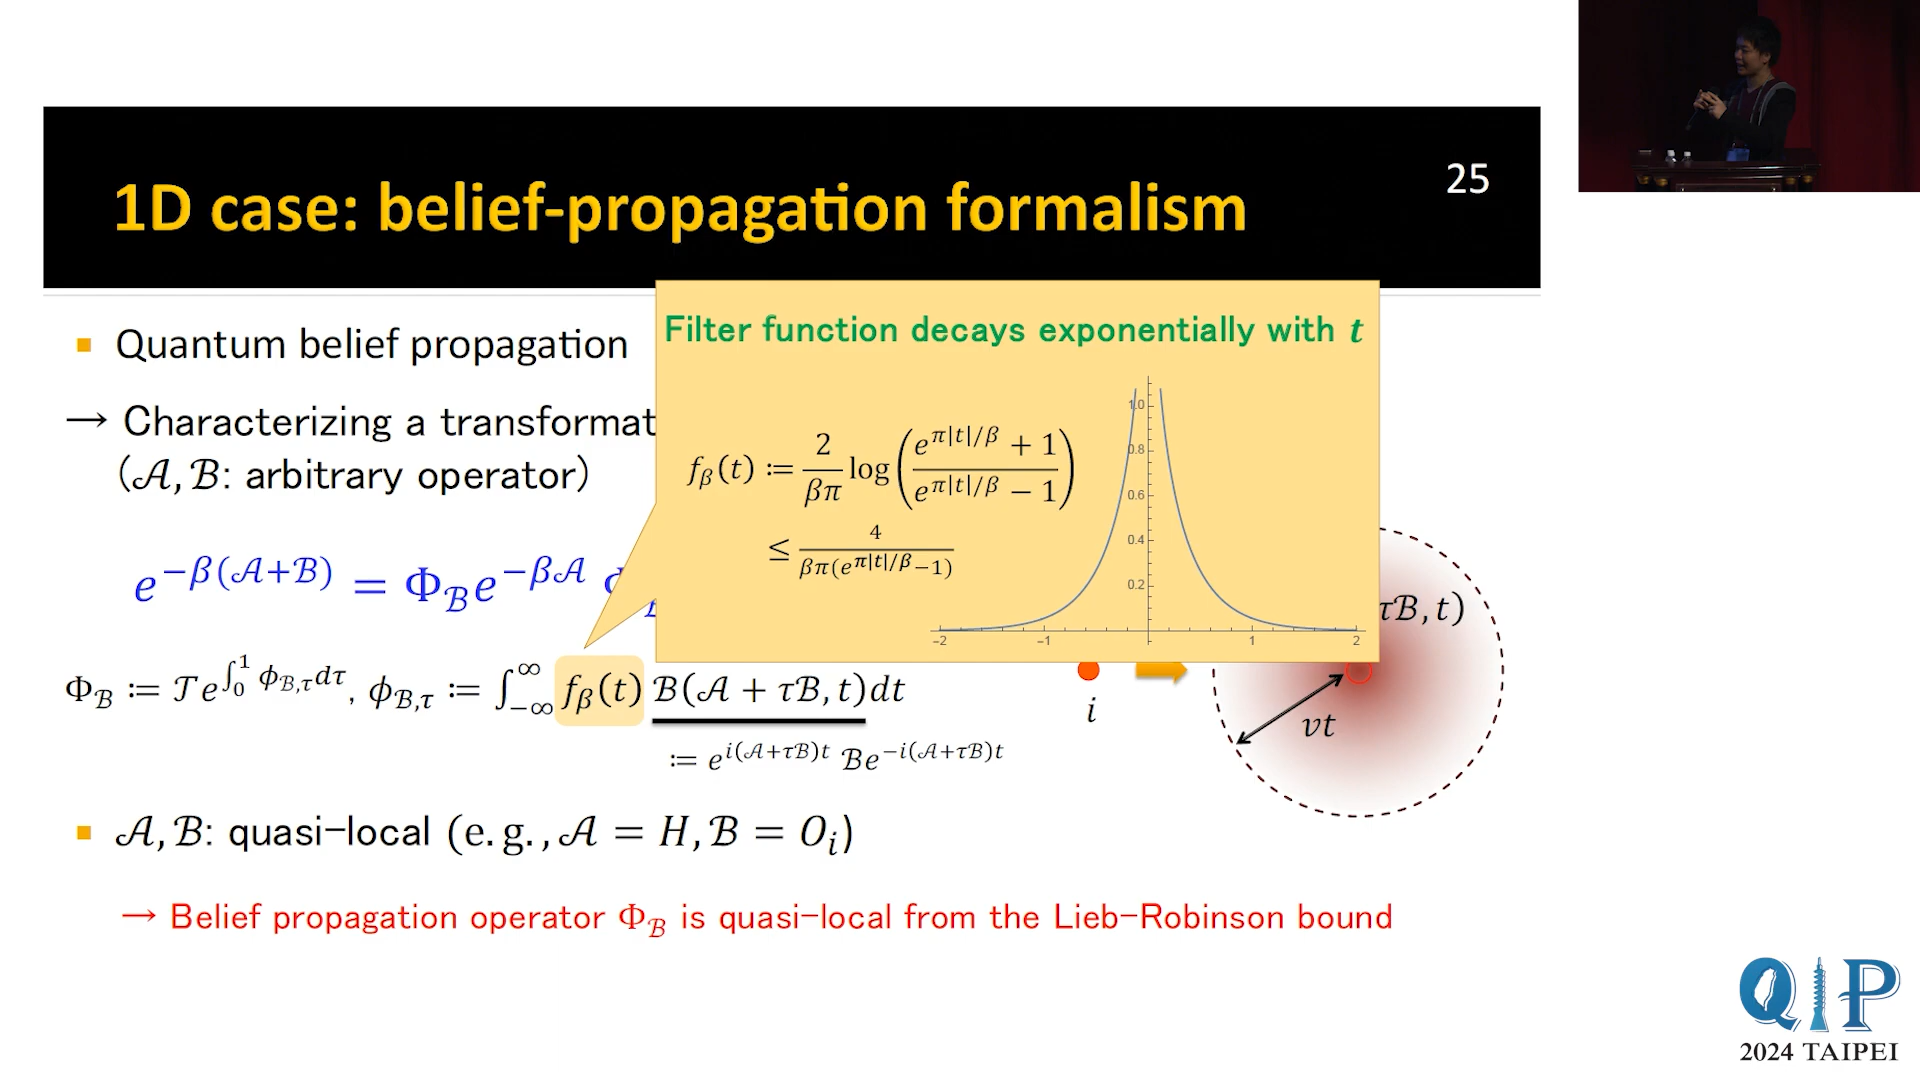 25
1D case: belief-propagation formalism
Quantum belief propagation
→ Characterizing a transformat
(𝒜, ℬ: arbitrary operator)
e^{−β(𝒜+ℬ)} = Φ_ℬ e^{−β𝒜}
Filter function decays exponentially with t
f_β(t) ≔ \frac{2}{βπ} log(\frac{e^{π|t|/β} + 1}{e^{π|t|/β} − 1})
≤ \frac{4}{βπ(e^{π|t|/β}−1)}
1.0
0.8
0.6
0.4
0.2
−2 −1 1 2
τℬ, t)
Φ_ℬ ≔ 𝒯e^{∫_0^1 ϕ_{ℬ,τ}dτ}, ϕ_{ℬ,τ} ≔ ∫_{−∞}^{∞} f_β(t) ℬ(𝒜 + τℬ, t)dt
≔ e^{i(𝒜+τℬ)t} ℬe^{−i(𝒜+τℬ)t}
i
vt
𝒜, ℬ: quasi-local (e.g., 𝒜 = H, ℬ = O_i)
→ Belief propagation operator Φ_ℬ is quasi-local from the Lieb-Robinson bound
QIP
2024 TAIPEI